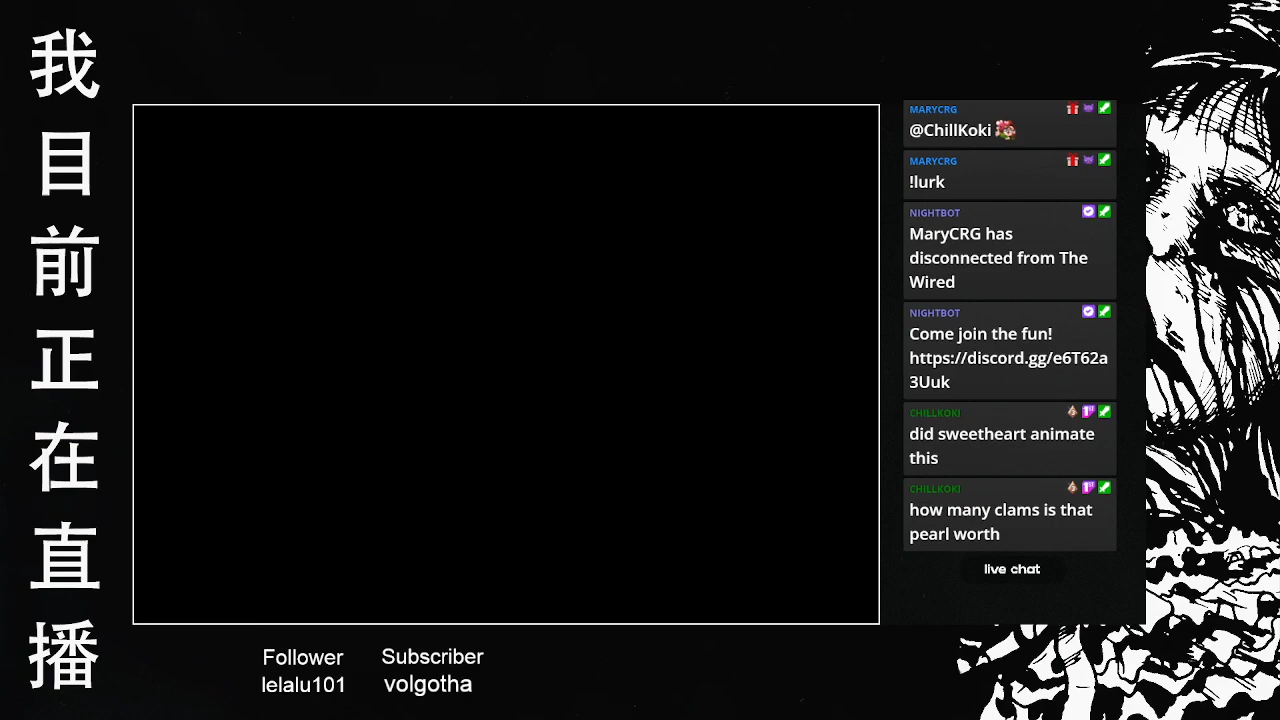 我目前正在直播
MARYCRG
@ChillKoki
MARYCRG
!lurk
NIGHTBOT
MaryCRG has
disconnected from The
Wired
NIGHTBOT
Come join the fun!
https://discord.gg/e6T62a
3Uuk
CHILLKOKI
did sweetheart animate
this
CHILLKOKI
how many clams is that
pearl worth
live chat
Follower
lelalu101
Subscriber
volgotha